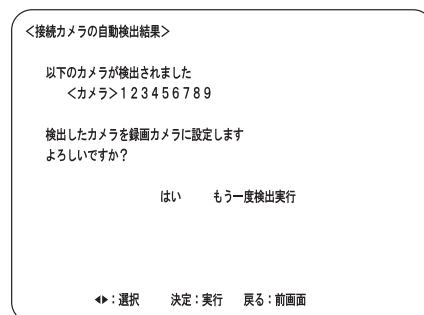 ＜接続カメラの自動検出結果＞
以下のカメラが検出されました
＜カメラ＞１２３４５６７８９
検出したカメラを録画カメラに設定します
よろしいですか？
はい　　もう一度検出実行
◀▶：選択　　決定：実行　　戻る：前画面